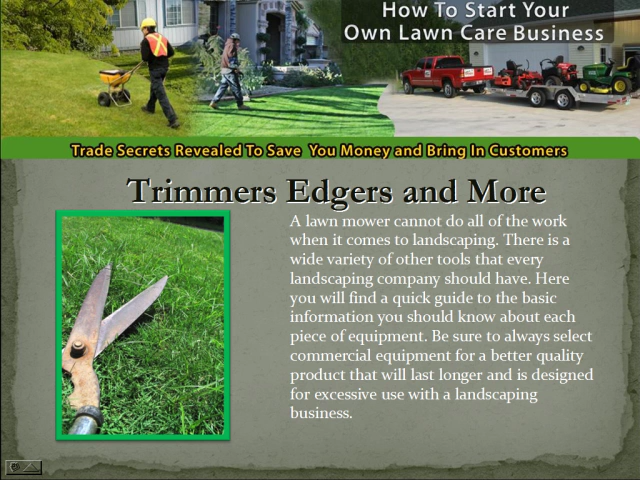 How To Start Your
Own Lawn Care Business
Trade Secrets Revealed To Save You Money and Bring In Customers
Trimmers Edgers and More
A lawn mower cannot do all of the work
when it comes to landscaping. There is a
wide variety of other tools that every
landscaping company should have. Here
you will find a quick guide to the basic
information you should know about each
piece of equipment. Be sure to always select
commercial equipment for a better quality
product that will last longer and is designed
for excessive use with a landscaping
business.